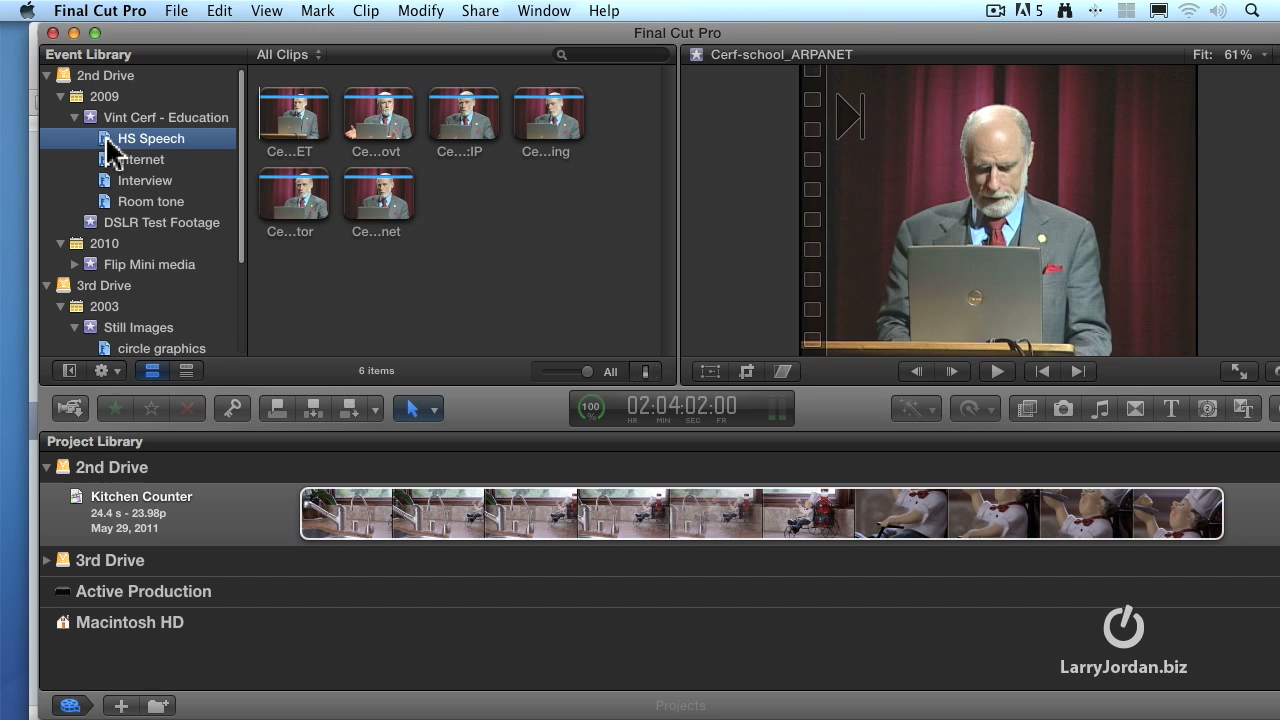 Final Cut Pro File Edit View Mark Clip Modify Share Window Help 5
Final Cut Pro
Event Library
All Clips
Cerf-school_ARPANET
Fit: 61%
2nd Drive
2009
Vint Cerf - Education
HS Speech
nternet
Interview
Room tone
DSLR Test Footage
2010
Flip Mini media
3rd Drive
2003
Still Images
circle graphics
Ce...ET
Ce...ovt
Ce...:IP
Ce...ing
Ce...tor
Ce...net
6 items
All
100
%
02:04:02:00
HR MIN SEC FR
Project Library
2nd Drive
Kitchen Counter
24.4 s - 23.98p
May 29, 2011
3rd Drive
Active Production
Macintosh HD
LarryJordan.biz
Projects